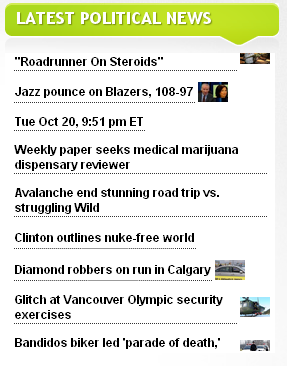 LATEST POLITICAL NEWS
"Roadrunner On Steroids"
Jazz pounce on Blazers, 108-97
Tue Oct 20, 9:51 pm ET
Weekly paper seeks medical marijuana
dispensary reviewer
Avalanche end stunning road trip vs.
struggling Wild
Clinton outlines nuke-free world
Diamond robbers on run in Calgary
Glitch at Vancouver Olympic security
exercises
Bandidos biker led 'parade of death,'